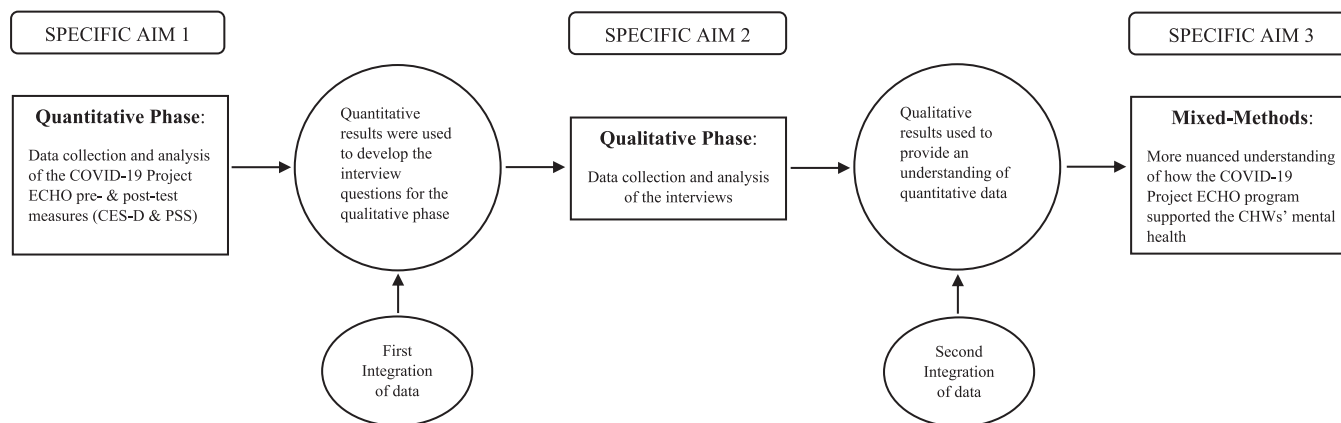 SPECIFIC AIM 1
SPECIFIC AIM 2
SPECIFIC AIM 3
Quantitative Phase:
Data collection and analysis
of the COVID-19 Project
ECHO pre- & post-test
measures (CES-D & PSS)
Quantitative
results were used
to develop the
interview
questions for the
qualitative phase
Qualitative Phase:
Data collection and analysis
of the interviews
Qualitative
results used to
provide an
understanding of
quantitative data
Mixed-Methods:
More nuanced understanding
of how the COVID-19
Project ECHO program
supported the CHWs’ mental
health
First
Integration
of data
Second
Integration
of data